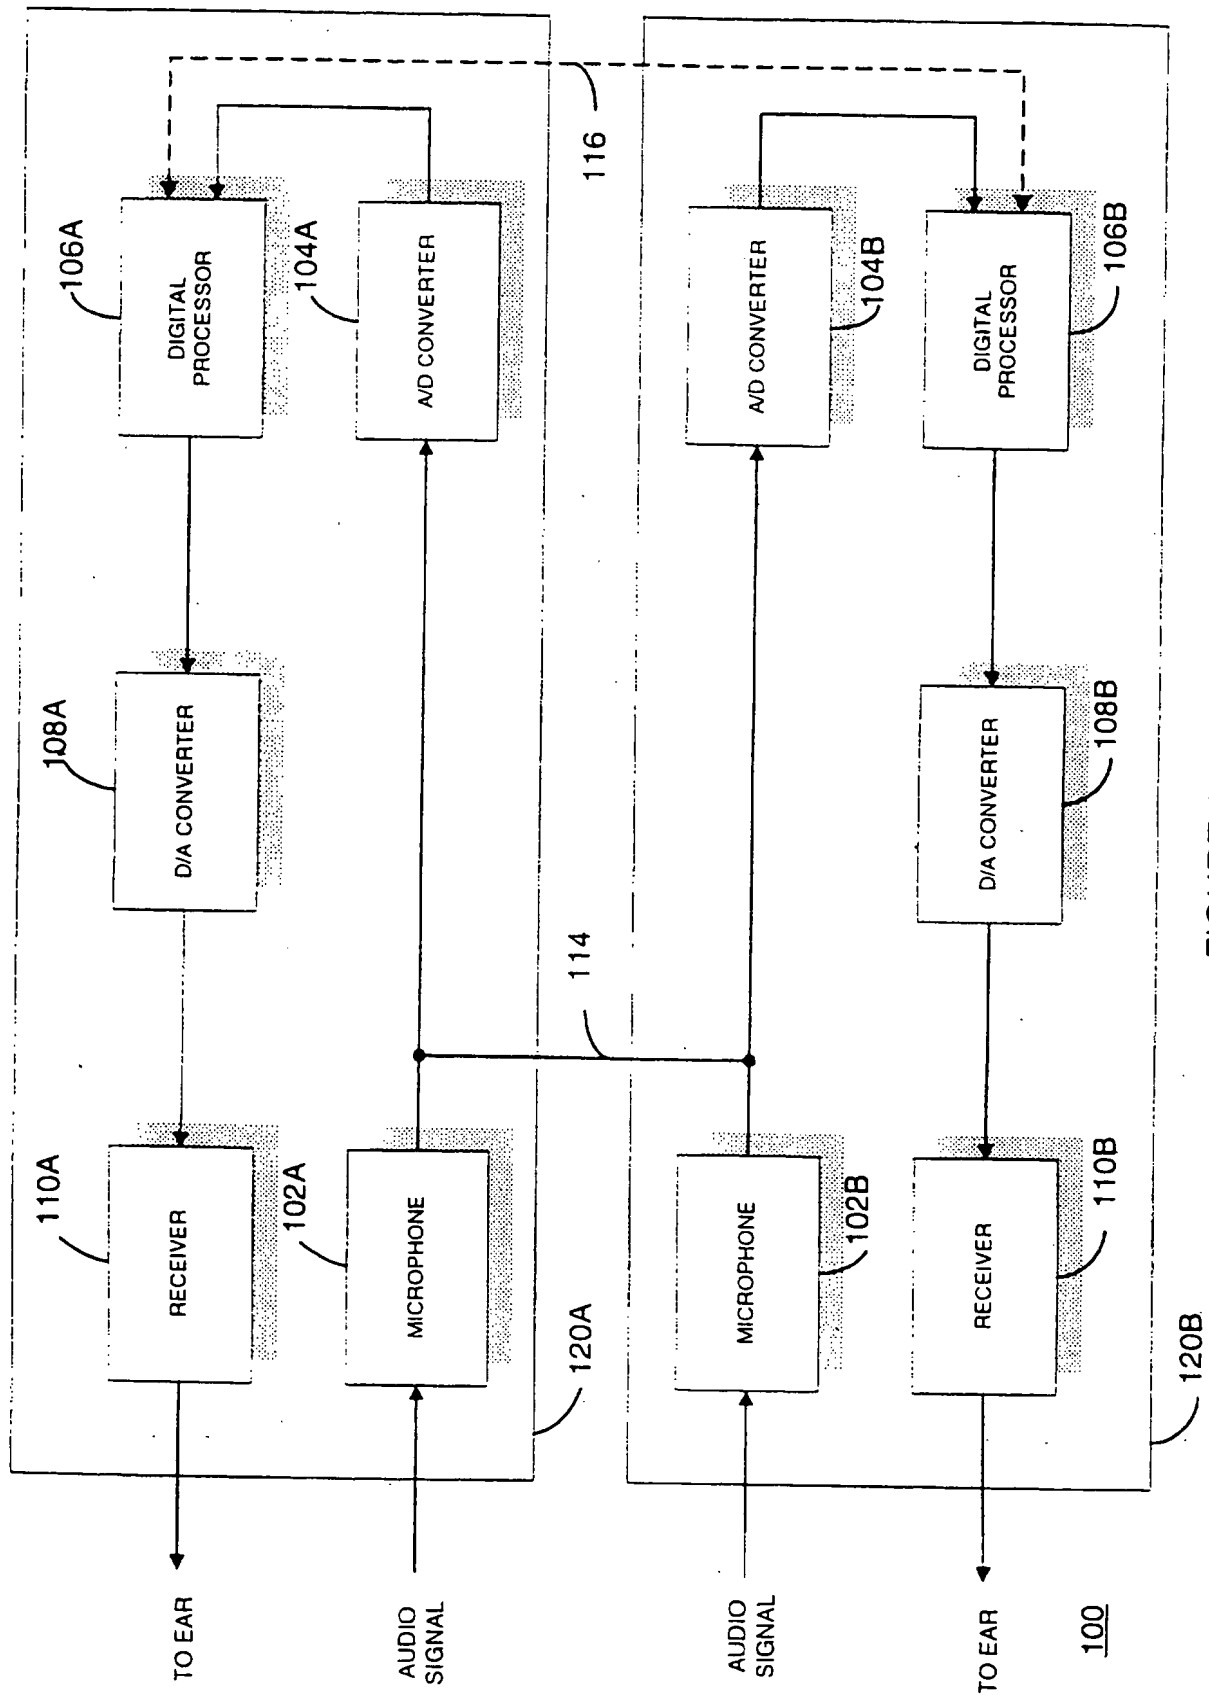 110A
RECEIVER
TO EAR
108A
D/A CONVERTER
106A
DIGITAL
PROCESSOR
102A
MICROPHONE
AUDIO
SIGNAL
104A
A/D CONVERTER
120A
114
116
MICROPHONE
102B
AUDIO
SIGNAL
A/D CONVERTER
104B
RECEIVER
110B
TO EAR
D/A CONVERTER
108B
DIGITAL
PROCESSOR
106B
120B
100